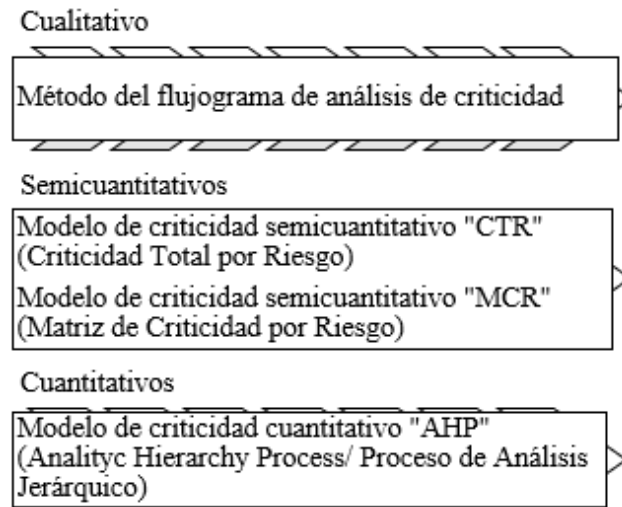 Cualitativo
Método del flujograma de análisis de criticidad
Semicuantitativos
Modelo de criticidad semicuantitativo "CTR"
(Criticidad Total por Riesgo)
Modelo de criticidad semicuantitativo "MCR"
(Matriz de Criticidad por Riesgo)
Cuantitativos
Modelo de criticidad cuantitativo "AHP"
(Analityc Hierarchy Process/ Proceso de Análisis
Jerárquico)